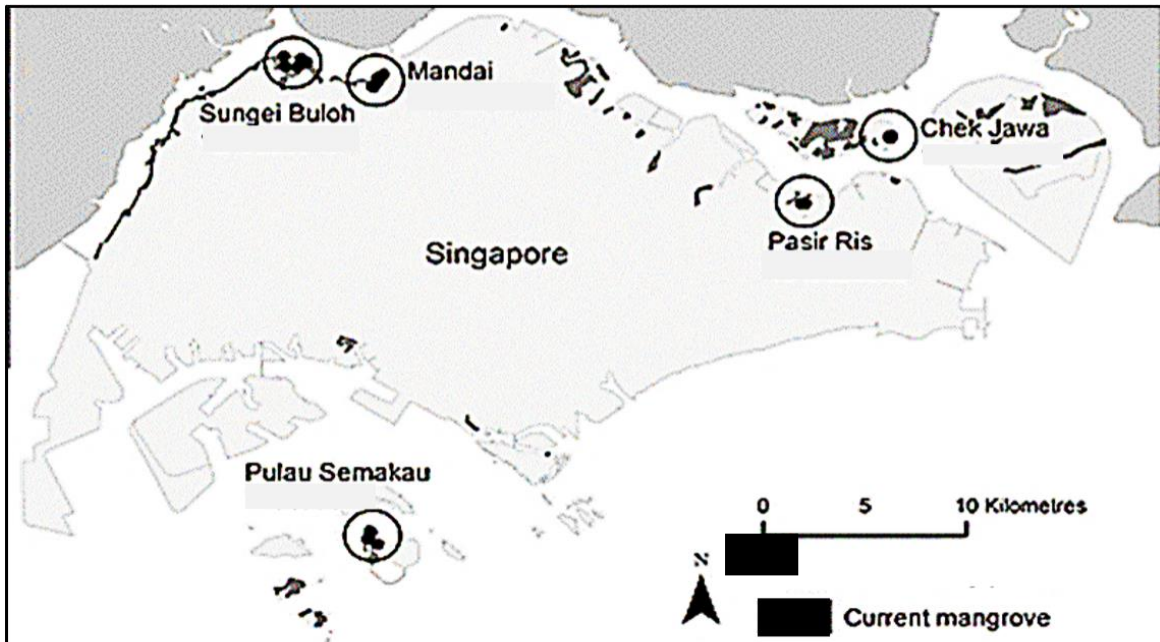 Mandai
Sungei Buloh
Chek Jawa
Pasir Ris
Singapore
Pulau Semakau
0 5 10 Kilometres
N
Current mangrove